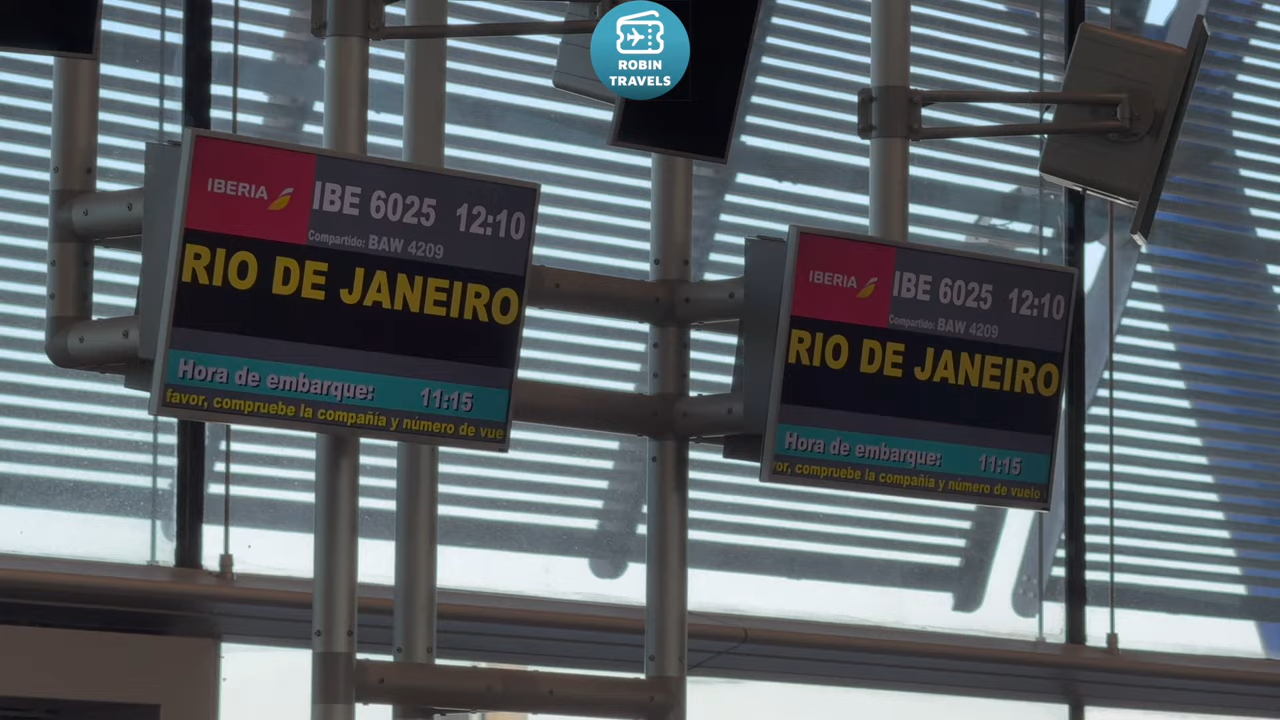 ROBIN
TRAVELS
IBERIA
IBE 6025 12:10
Compartido: BAW 4209
RIO DE JANEIRO
Hora de embarque: 11:15
favor, compruebe la compañía y número de vue
IBERIA
IBE 6025 12:10
Compartido: BAW 4209
RIO DE JANEIRO
Hora de embarque: 11:15
vor, compruebe la compañía y número de vuelo